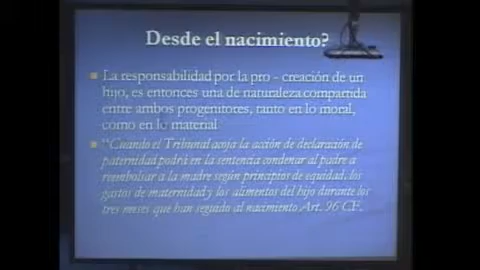 Desde el nacimiento?
La responsabilidad por la pro - creación de un
hijo, es entonces una de naturaleza compartida
entre ambos progenitores, tanto en lo moral,
como en lo material
"Cuando el Tribunal acoja la acción de declaración de
paternidad podrá en la sentencia condenar al padre a
reembolsar a la madre según principios de equidad, los
gastos de maternidad y los alimentos del hijo durante los
tres meses que han seguido al nacimiento. Art. 96 CF.